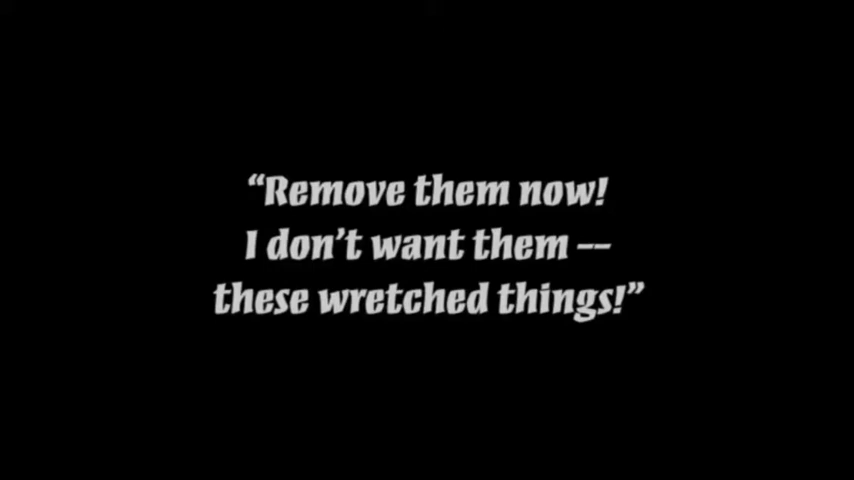 “Remove them now!
I don’t want them --
these wretched things!”